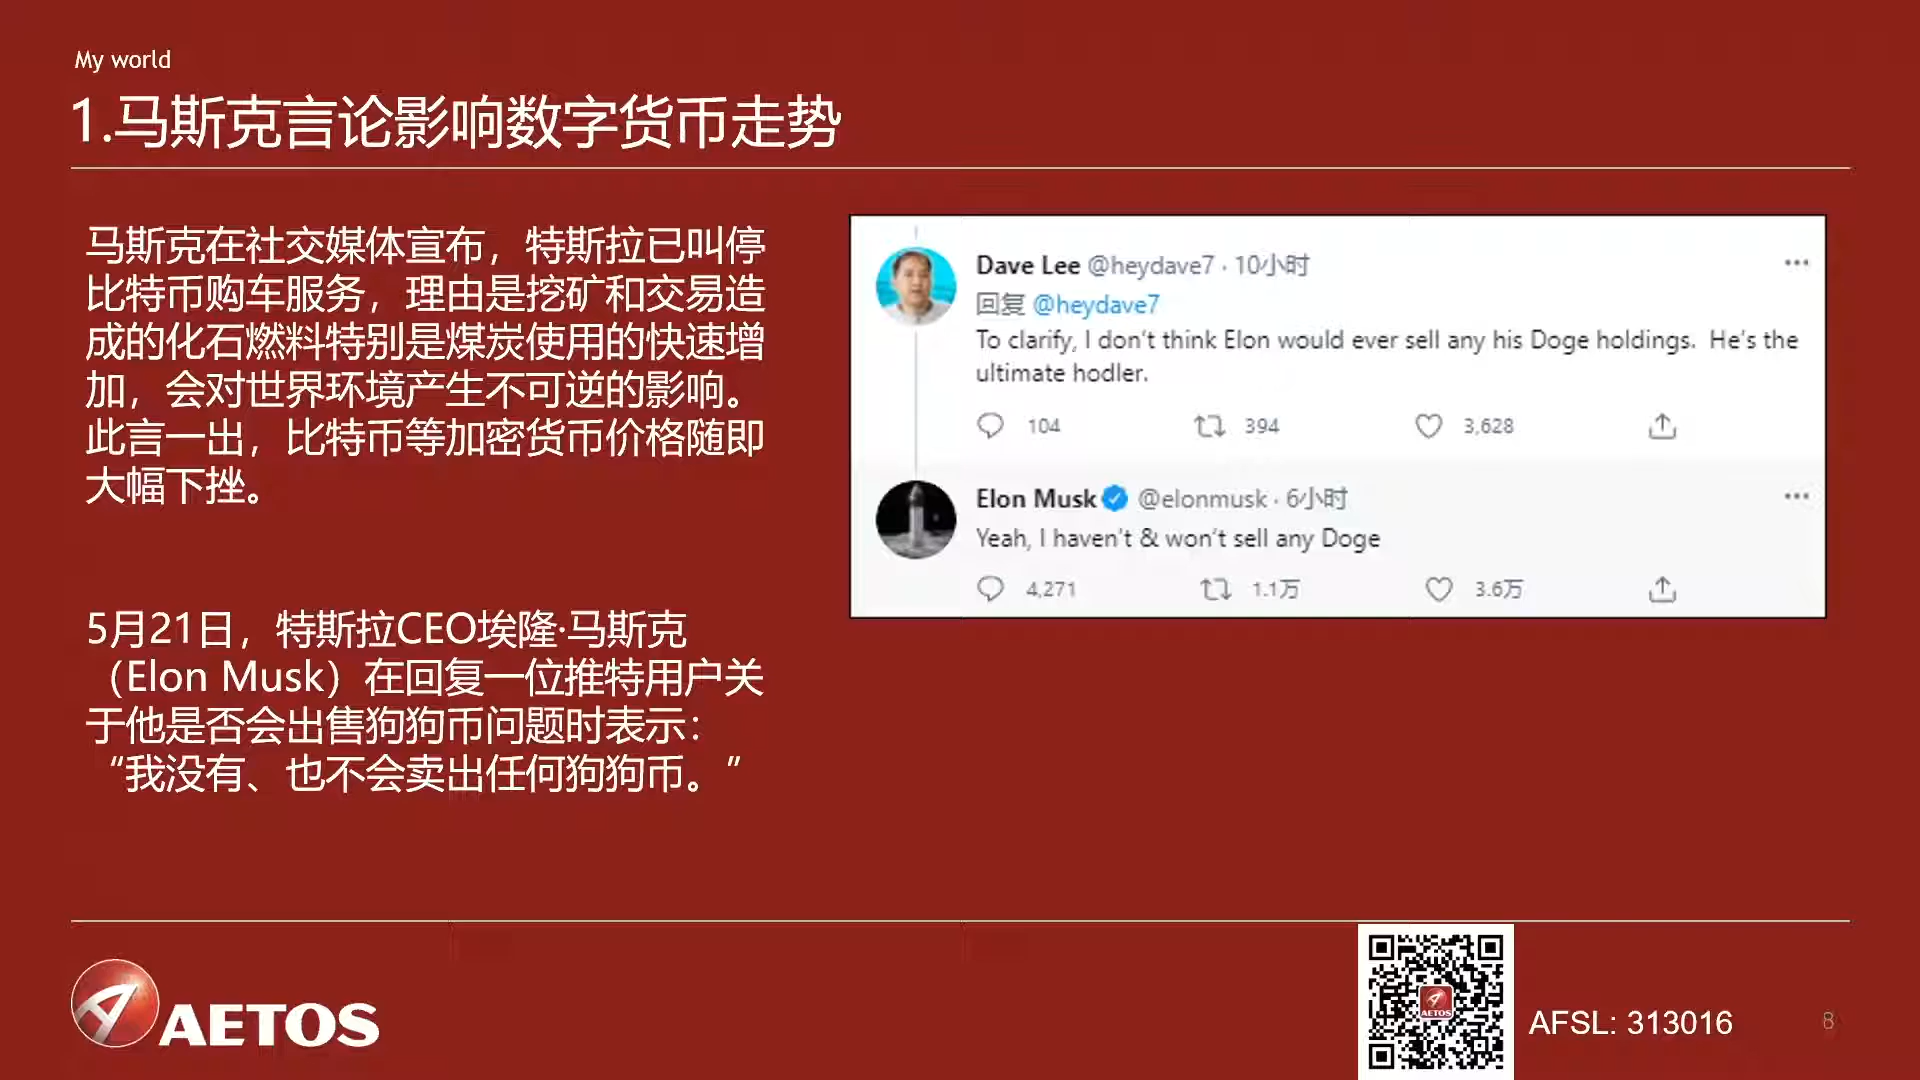 My world
1.马斯克言论影响数字货币走势
马斯克在社交媒体宣布，特斯拉已叫停
比特币购车服务，理由是挖矿和交易造
成的化石燃料特别是煤炭使用的快速增
加，会对世界环境产生不可逆的影响。
此言一出，比特币等加密货币价格随即
大幅下挫。
5月21日，特斯拉CEO埃隆·马斯克
（Elon Musk）在回复一位推特用户关
于他是否会出售狗狗币问题时表示：
“我没有、也不会卖出任何狗狗币。”
Dave Lee @heydave7 · 10小时
回复 @heydave7
To clarify, I don't think Elon would ever sell any his Doge holdings. He's the
ultimate hodler.
104 394 3,628
Elon Musk @elonmusk · 6小时
Yeah, I haven't & won't sell any Doge
4,271 1.1万 3.6万
AETOS
AETOS
AFSL: 313016
8